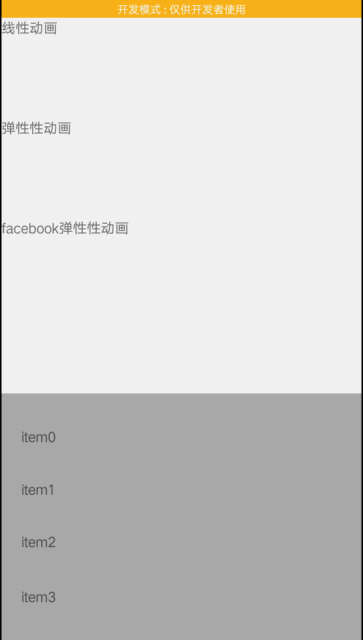 开发模式 : 仅供开发者使用
线性动画
弹性性动画
facebook弹性性动画
item0
item1
item2
item3